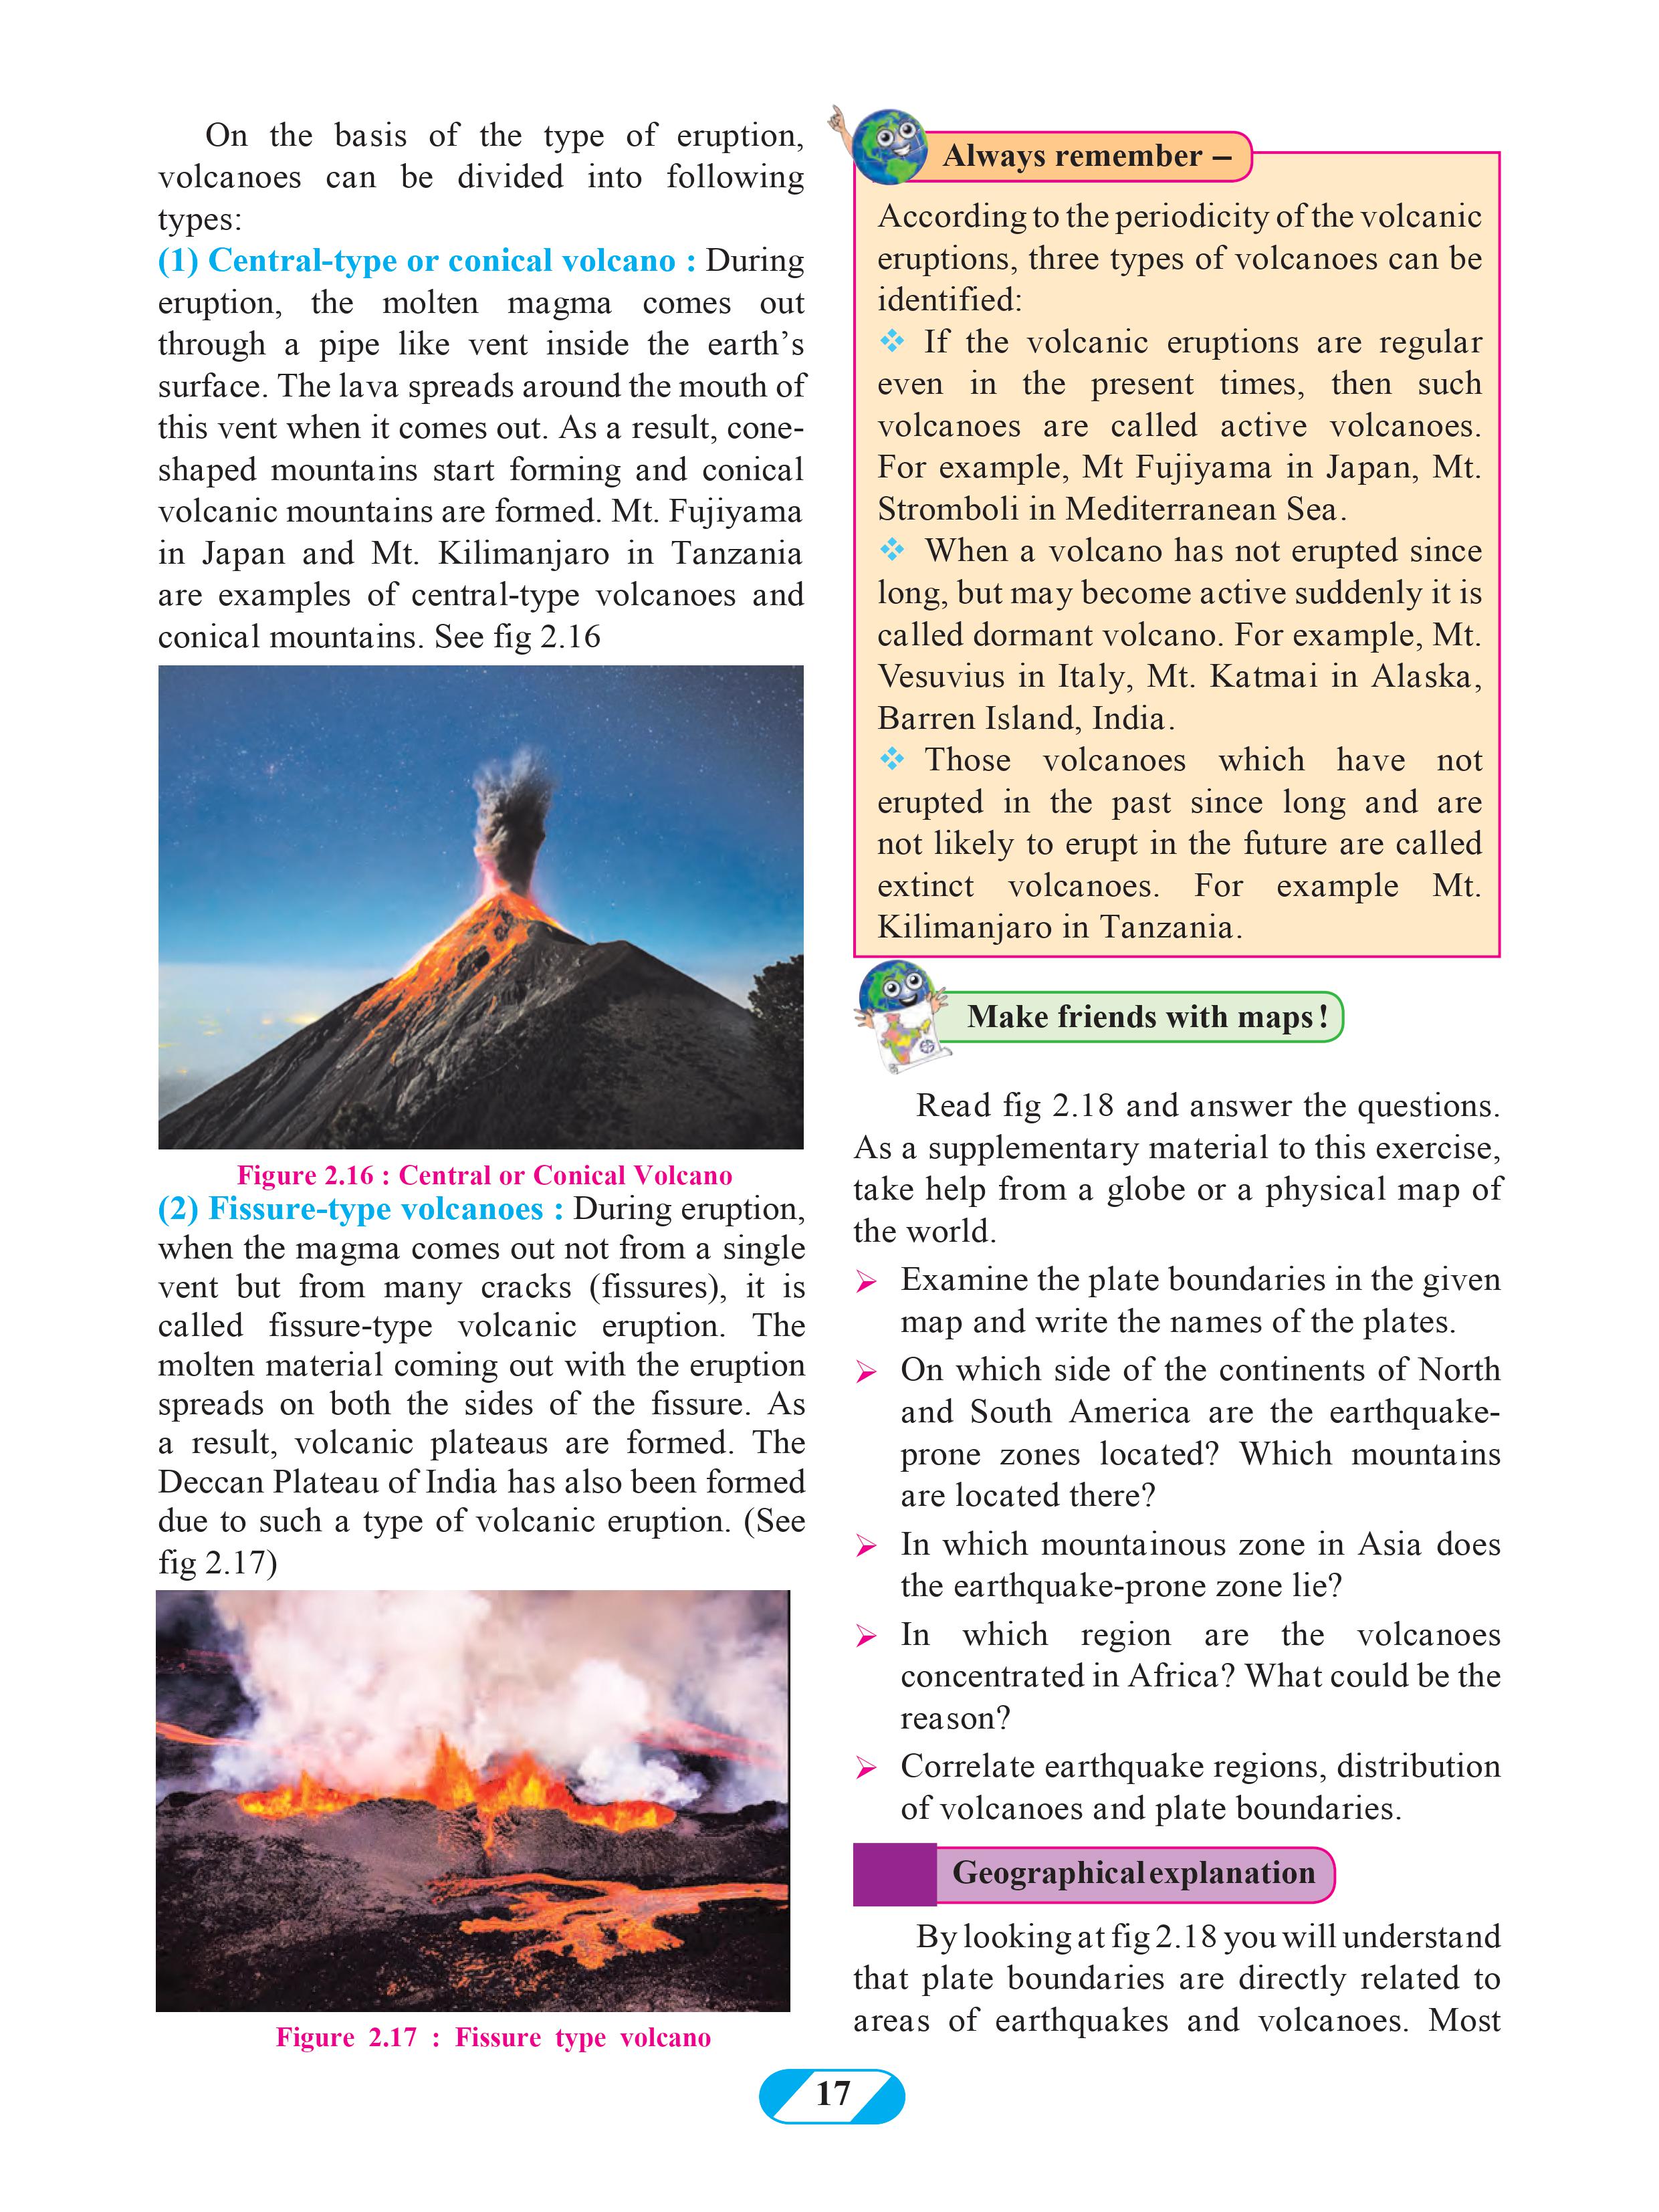 On the basis of the type of eruption,
volcanoes can be divided into following
types:
(1) Central-type or conical volcano : During
eruption, the molten magma comes out
through a pipe like vent inside the earth's
surface. The lava spreads around the mouth of
this vent when it comes out. As a result, cone-
shaped mountains start forming and conical
volcanic mountains are formed. Mt. Fujiyama
in Japan and Mt. Kilimanjaro in Tanzania
are examples of central-type volcanoes and
conical mountains. See fig 2.16
Figure 2.16 : Central or Conical Volcano
(2) Fissure-type volcanoes : During eruption,
when the magma comes out not from a single
vent but from many cracks (fissures), it is
called fissure-type volcanic eruption. The
molten material coming out with the eruption
spreads on both the sides of the fissure. As
a result, volcanic plateaus are formed. The
Deccan Plateau of India has also been formed
due to such a type of volcanic eruption. (See
fig 2.17)
Figure 2.17 : Fissure type volcano
Always remember –
According to the periodicity of the volcanic
eruptions, three types of volcanoes can be
identified:
❖ If the volcanic eruptions are regular
even in the present times, then such
volcanoes are called active volcanoes.
For example, Mt Fujiyama in Japan, Mt.
Stromboli in Mediterranean Sea.
❖ When a volcano has not erupted since
long, but may become active suddenly it is
called dormant volcano. For example, Mt.
Vesuvius in Italy, Mt. Katmai in Alaska,
Barren Island, India.
❖ Those volcanoes which have not
erupted in the past since long and are
not likely to erupt in the future are called
extinct volcanoes. For example Mt.
Kilimanjaro in Tanzania.
Make friends with maps !
Read fig 2.18 and answer the questions.
As a supplementary material to this exercise,
take help from a globe or a physical map of
the world.
➢ Examine the plate boundaries in the given
map and write the names of the plates.
➢ On which side of the continents of North
and South America are the earthquake-
prone zones located? Which mountains
are located there?
➢ In which mountainous zone in Asia does
the earthquake-prone zone lie?
➢ In which region are the volcanoes
concentrated in Africa? What could be the
reason?
➢ Correlate earthquake regions, distribution
of volcanoes and plate boundaries.
Geographical explanation
By looking at fig 2.18 you will understand
that plate boundaries are directly related to
areas of earthquakes and volcanoes. Most
17